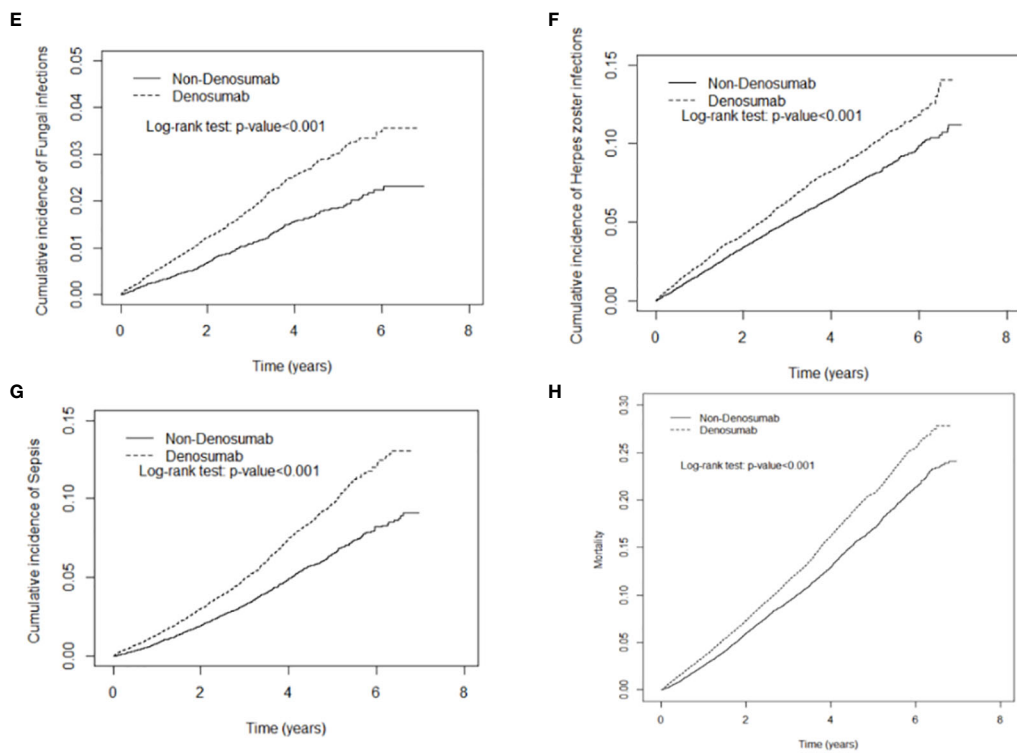 E
Cumulative incidence of Fungal infections
0.05
0.04
0.03
0.02
0.01
0.00
Non-Denosumab
Denosumab
Log-rank test: p-value<0.001
0 2 4 6 8
Time (years)
F
Cumulative incidence of Herpes zoster infections
0.15
0.10
0.05
0.00
Non-Denosumab
Denosumab
Log-rank test: p-value<0.001
0 2 4 6 8
Time (years)
G
Cumulative incidence of Sepsis
0.15
0.10
0.05
0.00
Non-Denosumab
Denosumab
Log-rank test: p-value<0.001
0 2 4 6 8
Time (years)
H
Mortality
0.30
0.25
0.20
0.15
0.10
0.05
0.00
Non-Denosumab
Denosumab
Log-rank test: p-value<0.001
0 2 4 6 8
Time (years)